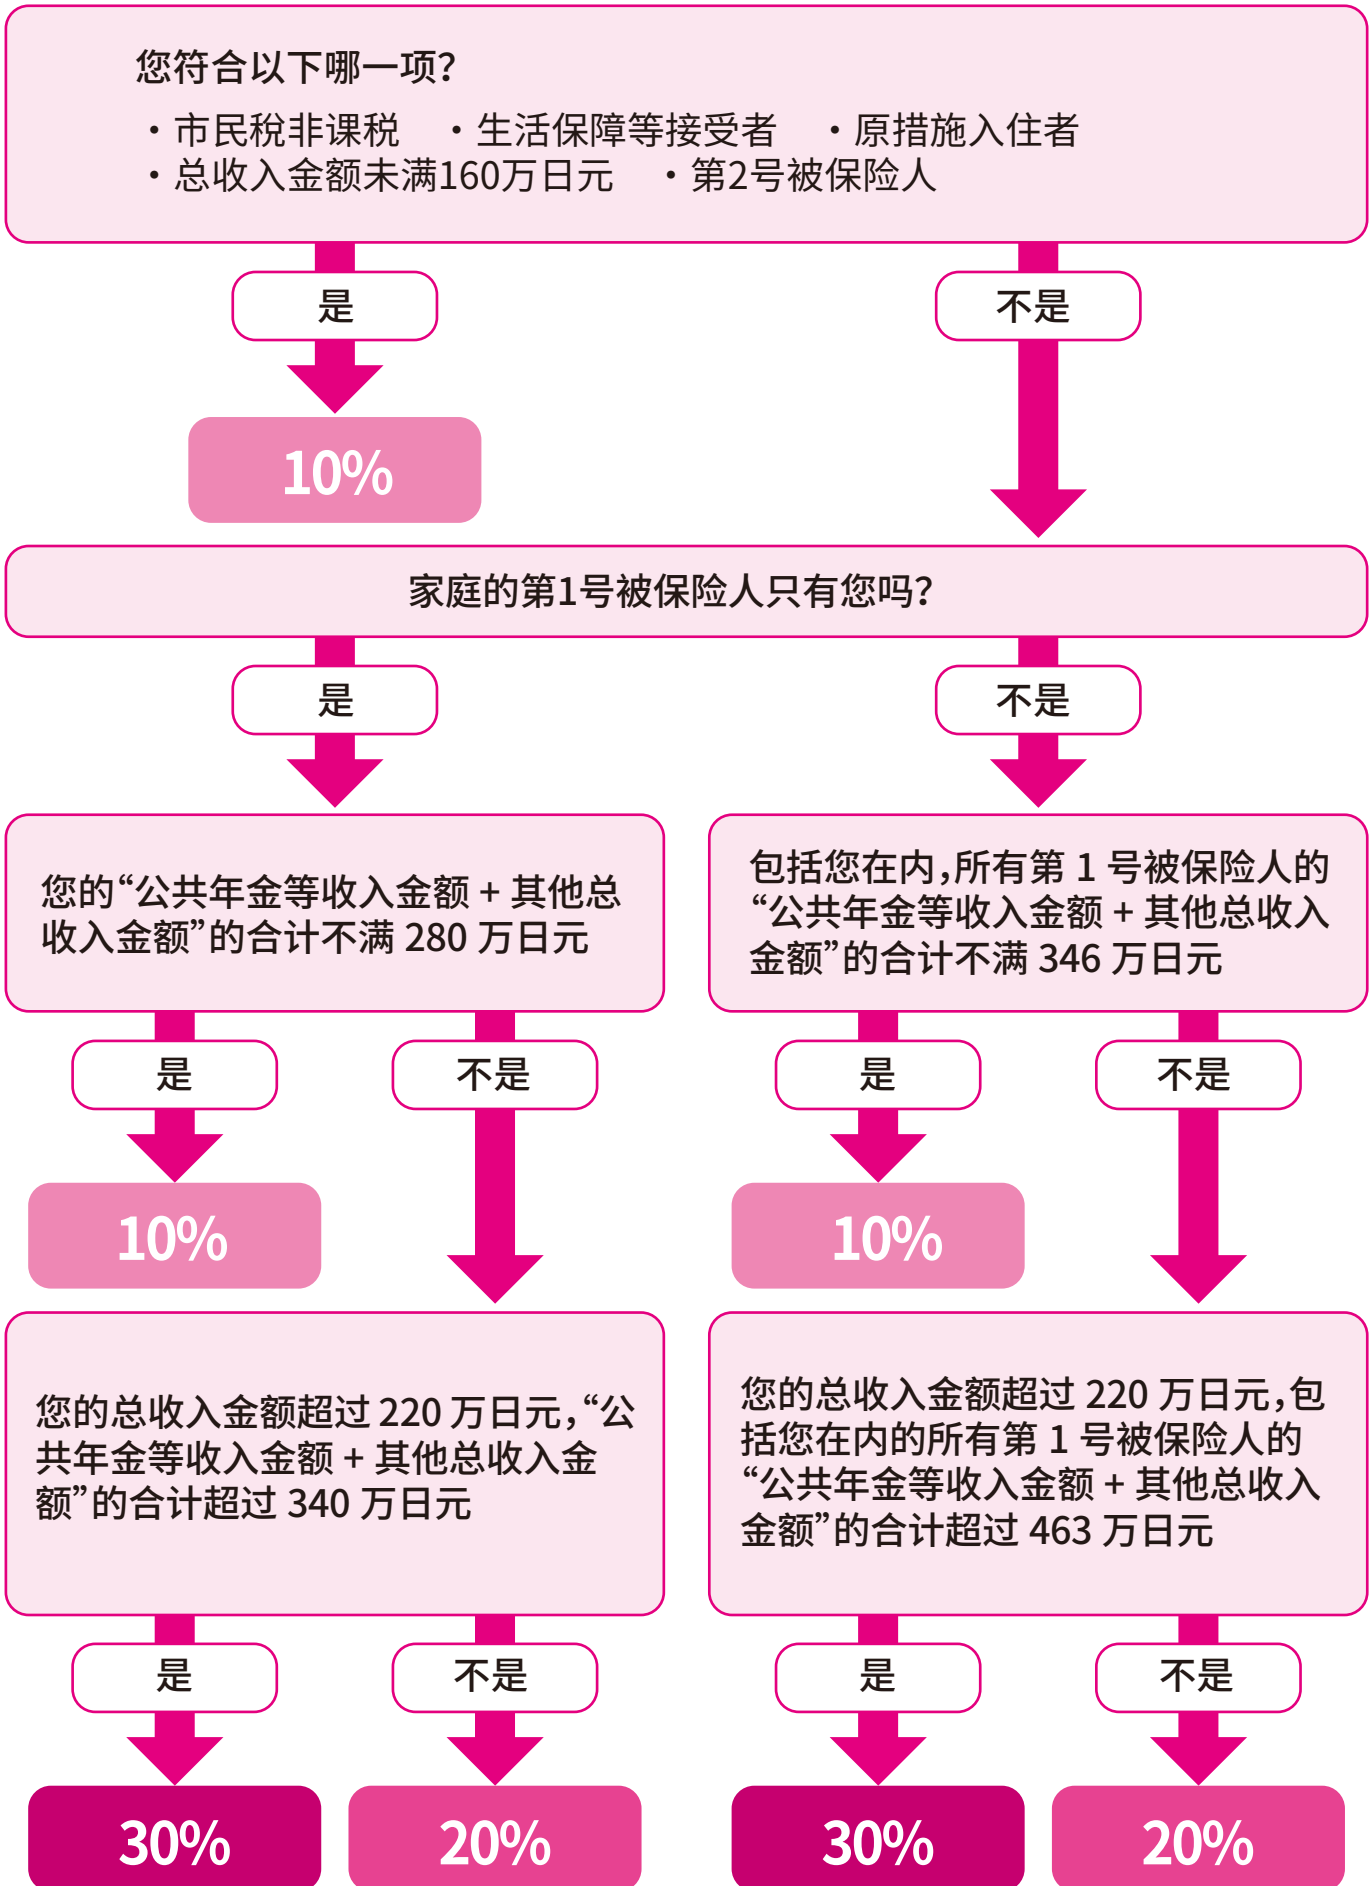 您符合以下哪一项？
・市民税非课税　・生活保障等接受者　・原措施入住者
・总收入金额未满160万日元　・第2号被保险人
是
不是
10%
家庭的第1号被保险人只有您吗？
是
不是
您的“公共年金等收入金额 + 其他总
收入金额”的合计不满 280 万日元
包括您在内，所有第 1 号被保险人的
“公共年金等收入金额 + 其他总收入
金额”的合计不满 346 万日元
是
不是
是
不是
10%
10%
您的总收入金额超过 220 万日元，“公
共年金等收入金额 + 其他总收入金
额”的合计超过 340 万日元
您的总收入金额超过 220 万日元，包
括您在内的所有第 1 号被保险人的
“公共年金等收入金额 + 其他总收入
金额”的合计超过 463 万日元
是
不是
是
不是
30%
20%
30%
20%